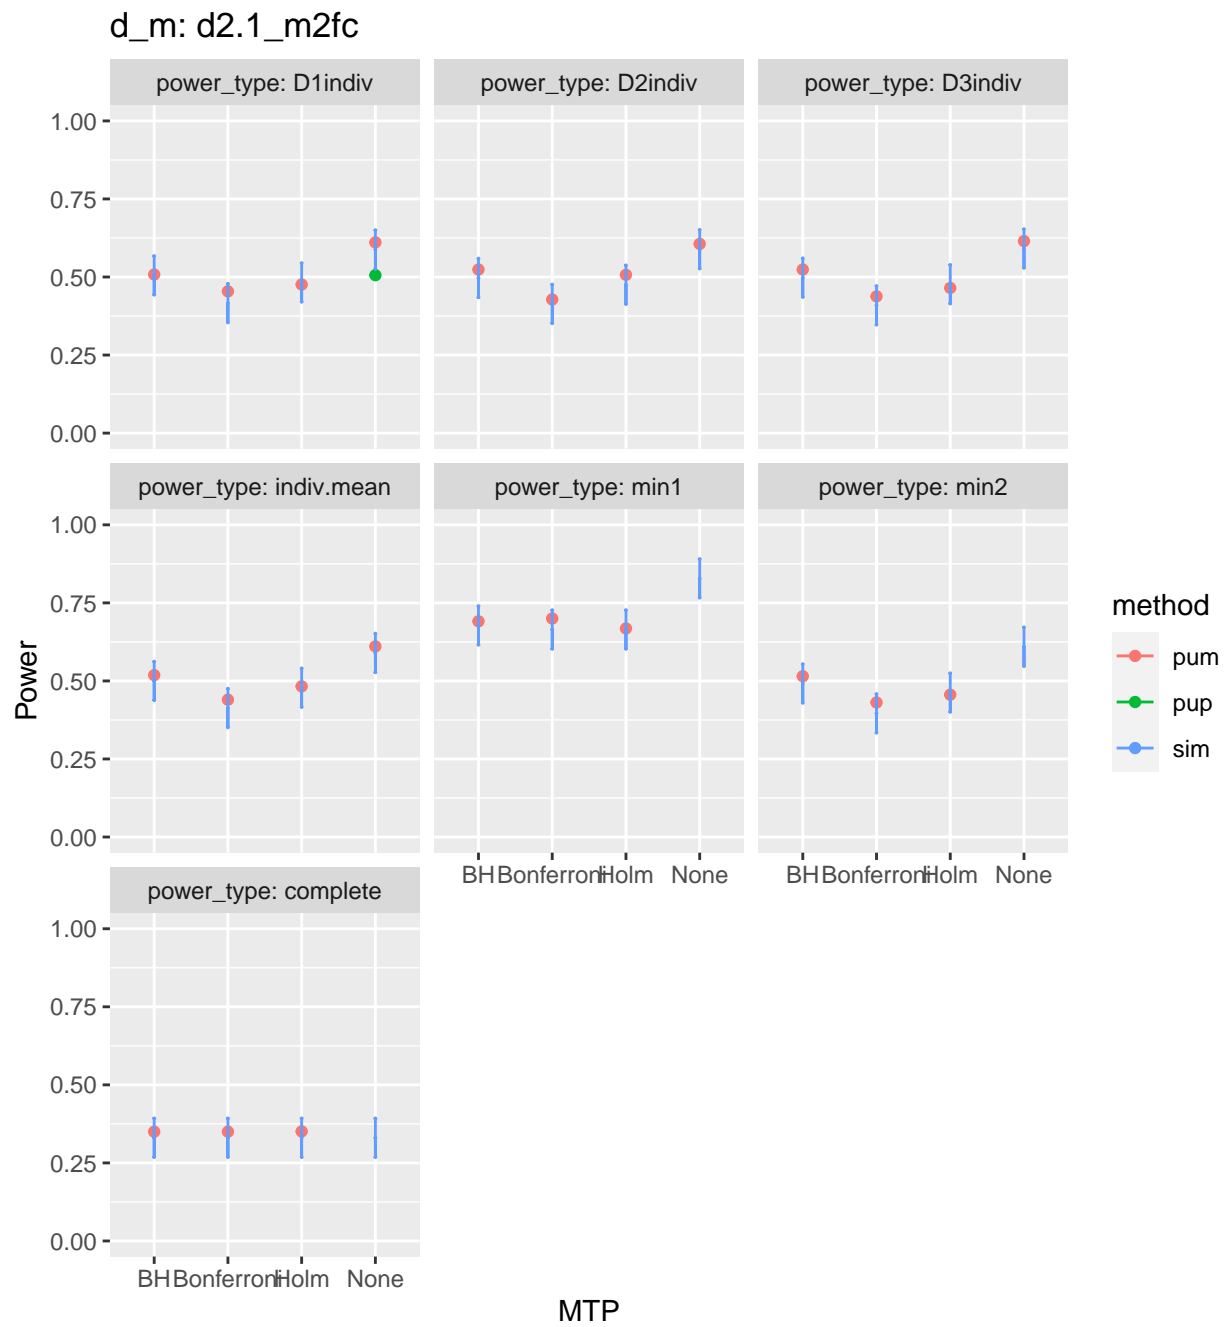 d_m: d2.1_m2fc
power_type: D1indiv
power_type: D2indiv
power_type: D3indiv
1.00
0.75
0.50
0.25
0.00
power_type: indiv.mean
power_type: min1
power_type: min2
1.00
0.75
0.50
0.25
0.00
BH Bonferroni Holm None
BH Bonferroni Holm None
power_type: complete
1.00
0.75
0.50
0.25
0.00
BH Bonferroni Holm None
Power
MTP
method
pum
pup
sim